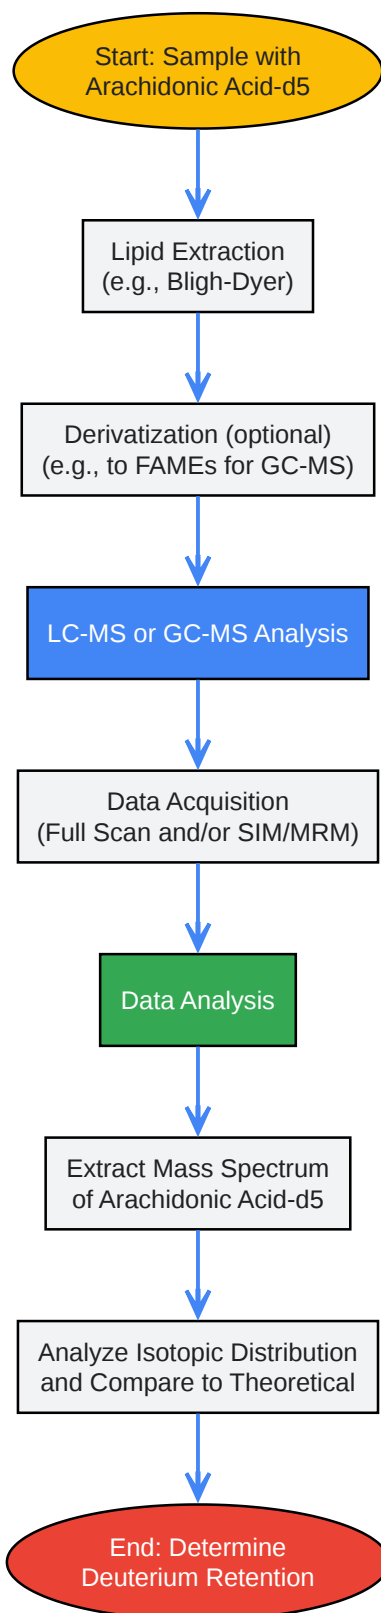 Start: Sample with
Arachidonic Acid-d5
Lipid Extraction
(e.g., Bligh-Dyer)
Derivatization (optional)
(e.g., to FAMEs for GC-MS)
LC-MS or GC-MS Analysis
Data Acquisition
(Full Scan and/or SIM/MRM)
Data Analysis
Extract Mass Spectrum
of Arachidonic Acid-d5
Analyze Isotopic Distribution
and Compare to Theoretical
End: Determine
Deuterium Retention